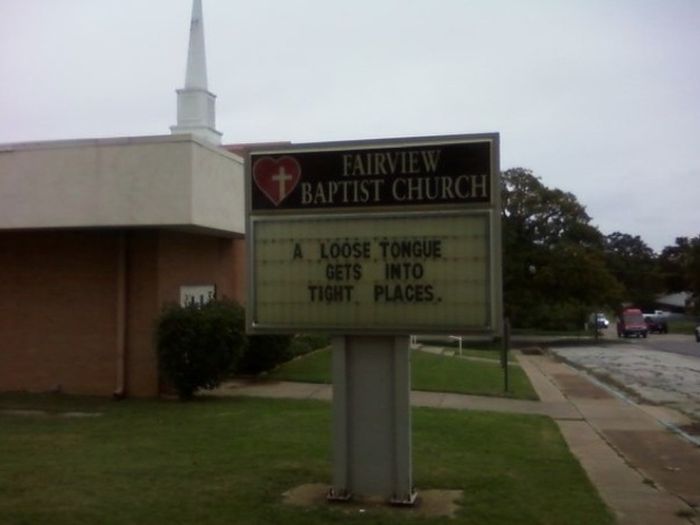 FAIRVIEW
BAPTIST CHURCH
A LOOSE TONGUE
GETS INTO
TIGHT PLACES.